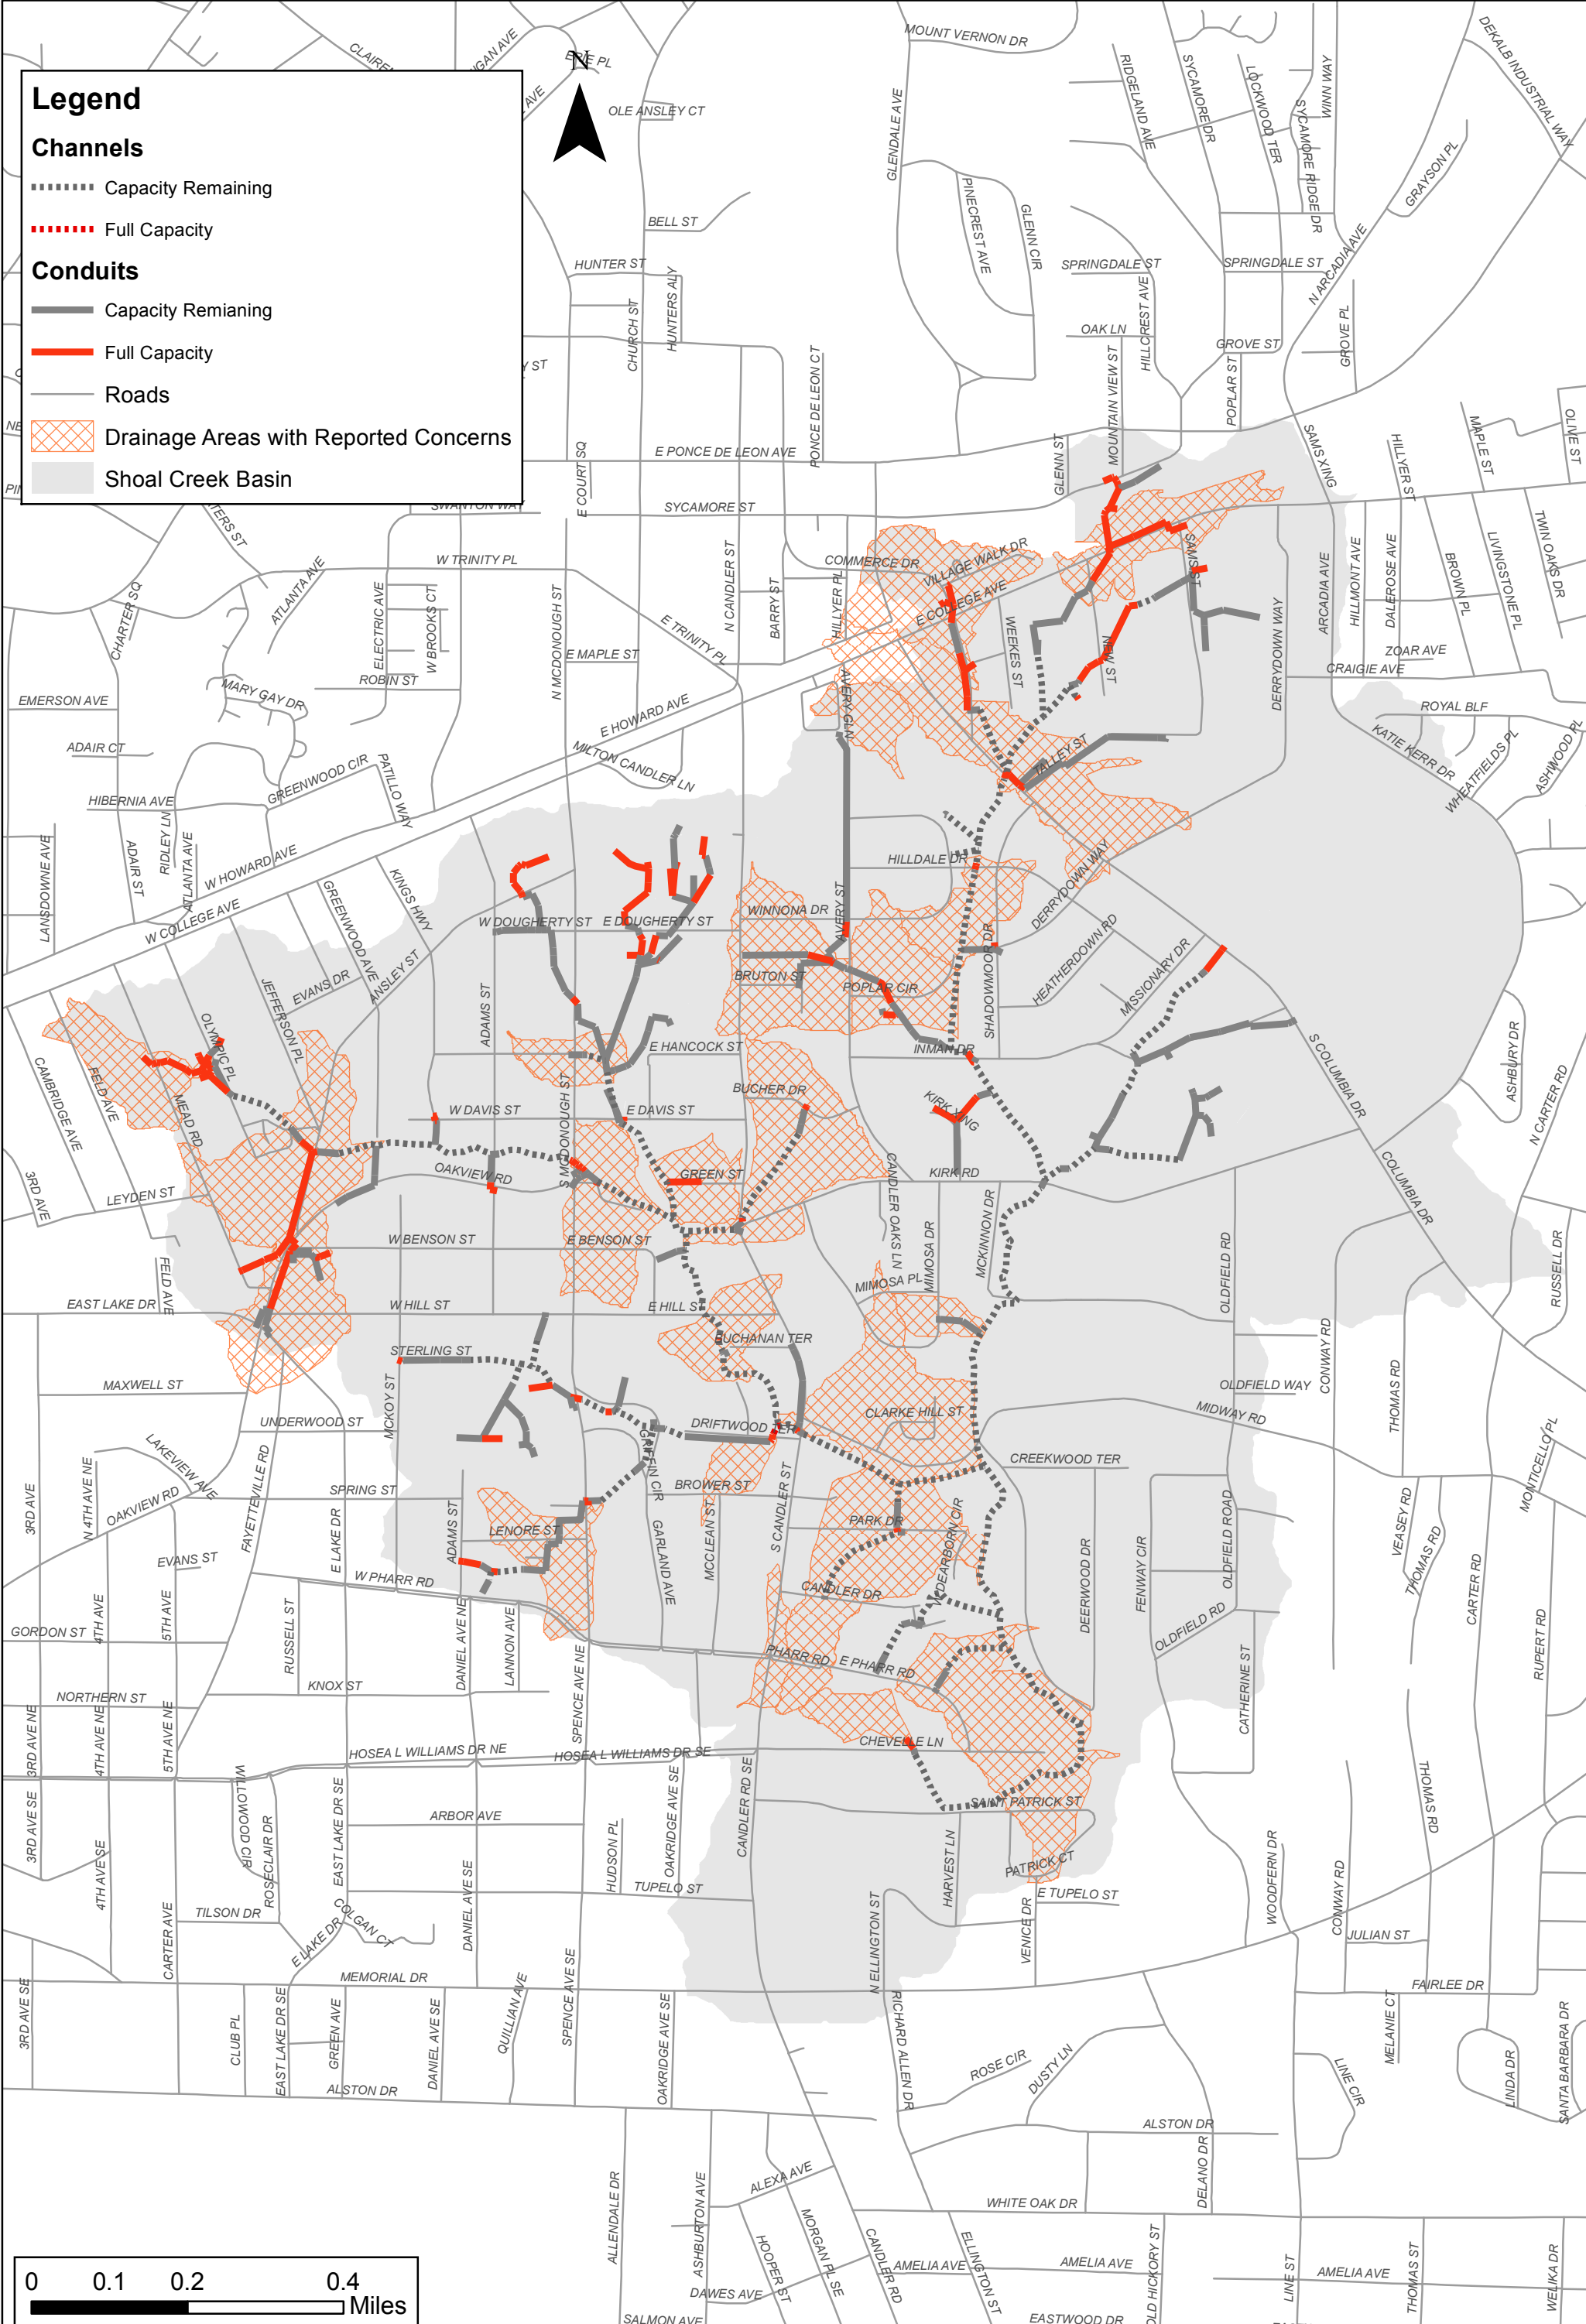 N
Legend
Channels
Capacity Remaining
Full Capacity
Conduits
Capacity Remianing
Full Capacity
Roads
Drainage Areas with Reported Concerns
Shoal Creek Basin
MOUNT VERNON DR
DEKALB INDUSTRIAL WAY
OLE ANSLEY CT
GLENDALE AVE
RIDGELAND AVE
SYCAMORE DR
LOCKWOOD TER
SYCAMORE RIDGE DR
WINN WAY
GRAYSON PL
PINECREST AVE
GLENN CIR
BELL ST
HUNTER ST
HUNTERS ALY
CHURCH ST
SPRINGDALE ST
SPRINGDALE ST
N ARCADIA AVE
HILLCREST AVE
OAK LN
GROVE ST
GROVE PL
MOUNTAIN VIEW ST
POPLAR ST
PONCE DE LEON CT
E PONCE DE LEON AVE
E COURT SQ
GLENN ST
SAMS XING
HILLYER ST
MAPLE ST
OLIVE ST
SWANTON WAY
SYCAMORE ST
W TRINITY PL
COMMERCE DR
VILLAGE WALK DR
E COLLEGE AVE
SAMS ST
ARCADIA AVE
HILLMONT AVE
DALEROSE AVE
BROWN PL
LIVINGSTONE PL
TWIN OAKS DR
CHARTER SQ
ATLANTA AVE
ELECTRIC AVE
W BROOKS CT
N MCDONOUGH ST
N CANDLER ST
BARRY ST
HILLYER PL
E TRINITY PL
E MAPLE ST
WEEKES ST
NEW ST
DERRYDOWN WAY
ZOAR AVE
CRAIGIE AVE
ROBIN ST
MARY GAY DR
EMERSON AVE
E HOWARD AVE
AVERY GLN
ROYAL BLF
KATIE KERR DR
WHEATFIELDS PL
ASHWOOD PL
ADAIR CT
MILTON CANDLER LN
TALLEY ST
GREENWOOD CIR
PATILLO WAY
HIBERNIA AVE
RIDLEY LN
ADAIR ST
ATLANTA AVE
LANSDOWNE AVE
W HOWARD AVE
W COLLEGE AVE
HILLDALE DR
DERRYDOWN WAY
GREENWOOD AVE
KINGS HWY
W DOUGHERTY ST
E DOUGHERTY ST
WINNONA DR
AVERY ST
DERRYDOWN RD
HEATHERDOWN RD
MISSIONARY DR
SHADOWMOOR DR
EVANS DR
ANSLEY ST
JEFFERSON PL
BRUTON ST
POPLAR CIR
ADAMS ST
OLYMPIC PL
E HANCOCK ST
INMAN DR
S COLUMBIA DR
ASHBURY DR
N CARTER RD
CAMBRIDGE AVE
FELD AVE
MEAD RD
BUCHER DR
KIRK XING
W DAVIS ST
E DAVIS ST
S MCDONOUGH ST
3RD AVE
LEYDEN ST
OAKVIEW RD
GREEN ST
KIRK RD
CANDLER OAKS LN
MIMOSA DR
MCKINNON DR
COLUMBIA DR
W BENSON ST
E BENSON ST
OLDFIELD RD
RUSSELL DR
FELD AVE
MIMOSA PL
EAST LAKE DR
W HILL ST
E HILL ST
BUCHANAN TER
STERLING ST
CONWAY RD
THOMAS RD
MAXWELL ST
MCKOY ST
OLDFIELD WAY
MIDWAY RD
UNDERWOOD ST
DRIFTWOOD TER
CLARKE HILL ST
LAKEVIEW AVE
GRIFFIN CIR
CREEKWOOD TER
MONTICELLO PL
3RD AVE
N 4TH AVE NE
OAKVIEW RD
FAYETTEVILLE RD
SPRING ST
BROWER ST
S CANDLER ST
E LAKE DR
ADAMS ST
LENORE ST
PARK DR
OLDFIELD ROAD
VEASEY RD
THOMAS RD
EVANS ST
GARLAND AVE
MCCLEAN ST
W DEARBORN CIR
DEERWOOD DR
FENWAY CIR
CARTER RD
W PHARR RD
CANDLER DR
4TH AVE
5TH AVE
GORDON ST
RUSSELL ST
DANIEL AVE NE
LANNON AVE
PHARR RD
E PHARR RD
OLDFIELD RD
CATHERINE ST
RUPERT RD
KNOX ST
NORTHERN ST
SPENCE AVE NE
3RD AVE NE
4TH AVE NE
5TH AVE NE
HOSEA L WILLIAMS DR NE
HOSEA L WILLIAMS DR SE
CHEVELLE LN
WILLOWOOD CIR
ROSECLAIR DR
EAST LAKE DR SE
ARBOR AVE
OAKRIDGE AVE SE
CANDLER RD SE
SAINT PATRICK ST
THOMAS RD
3RD AVE SE
4TH AVE SE
HUDSON PL
HARVEST LN
PATRICK CT
WOODFERN DR
CONWAY RD
TUPELO ST
E TUPELO ST
CARTER AVE
TILSON DR
E LAKE DR
COLGAN CT
DANIEL AVE SE
N ELLINGTON ST
VENICE DR
JULIAN ST
MEMORIAL DR
FAIRLEE DR
3RD AVE SE
CLUB PL
EAST LAKE DR SE
GREEN AVE
DANIEL AVE SE
QUILLIAN AVE
SPENCE AVE SE
OAKRIDGE AVE SE
RICHARD ALLEN DR
ROSE CIR
DUSTY LN
MELANIE CT
LINE CIR
LINDA DR
SANTA BARBARA DR
ALSTON DR
ALSTON DR
DELANO DR
ALEXA AVE
WHITE OAK DR
ALLENDALE DR
ASHBURTON AVE
HOOPER ST
MORGAN PL SE
CANDLER RD
ELLINGTON ST
OLD HICKORY ST
AMELIA AVE
AMELIA AVE
AMELIA AVE
LINE ST
THOMAS ST
WELIKA DR
DAWES AVE
SALMON AVE
EASTWOOD DR
0 0.1 0.2 0.4
Miles